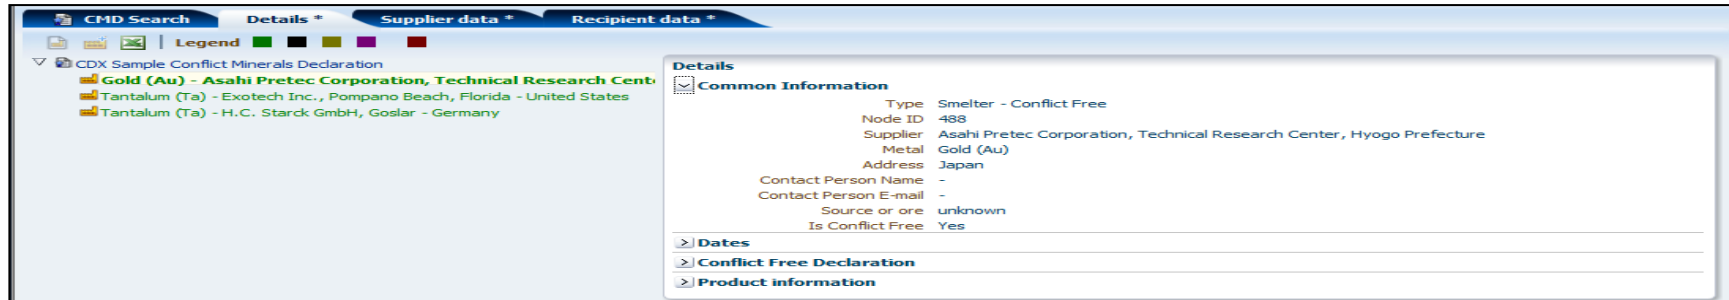 CMD Search
Details *
Supplier data *
Recipient data *
Legend
CDX Sample Conflict Minerals Declaration
Gold (Au) - Asahi Pretec Corporation, Technical Research
Tantalum (Ta) - Exotech Inc., Pompano Beach, Florida - United States
Tantalum (Ta) - H.C. Starck GmbH, Goslar - Germany
Details
Common Information
Type Smelter - Conflict Free
Node ID 488
Supplier Asahi Pretec Corporation, Technical Research Center, Hyogo Prefecture
Metal Gold (Au)
Address Japan
Contact Person Name -
Contact Person E-mail -
Source or ore unknown
Is Conflict Free Yes
Dates
Conflict Free Declaration
Product information